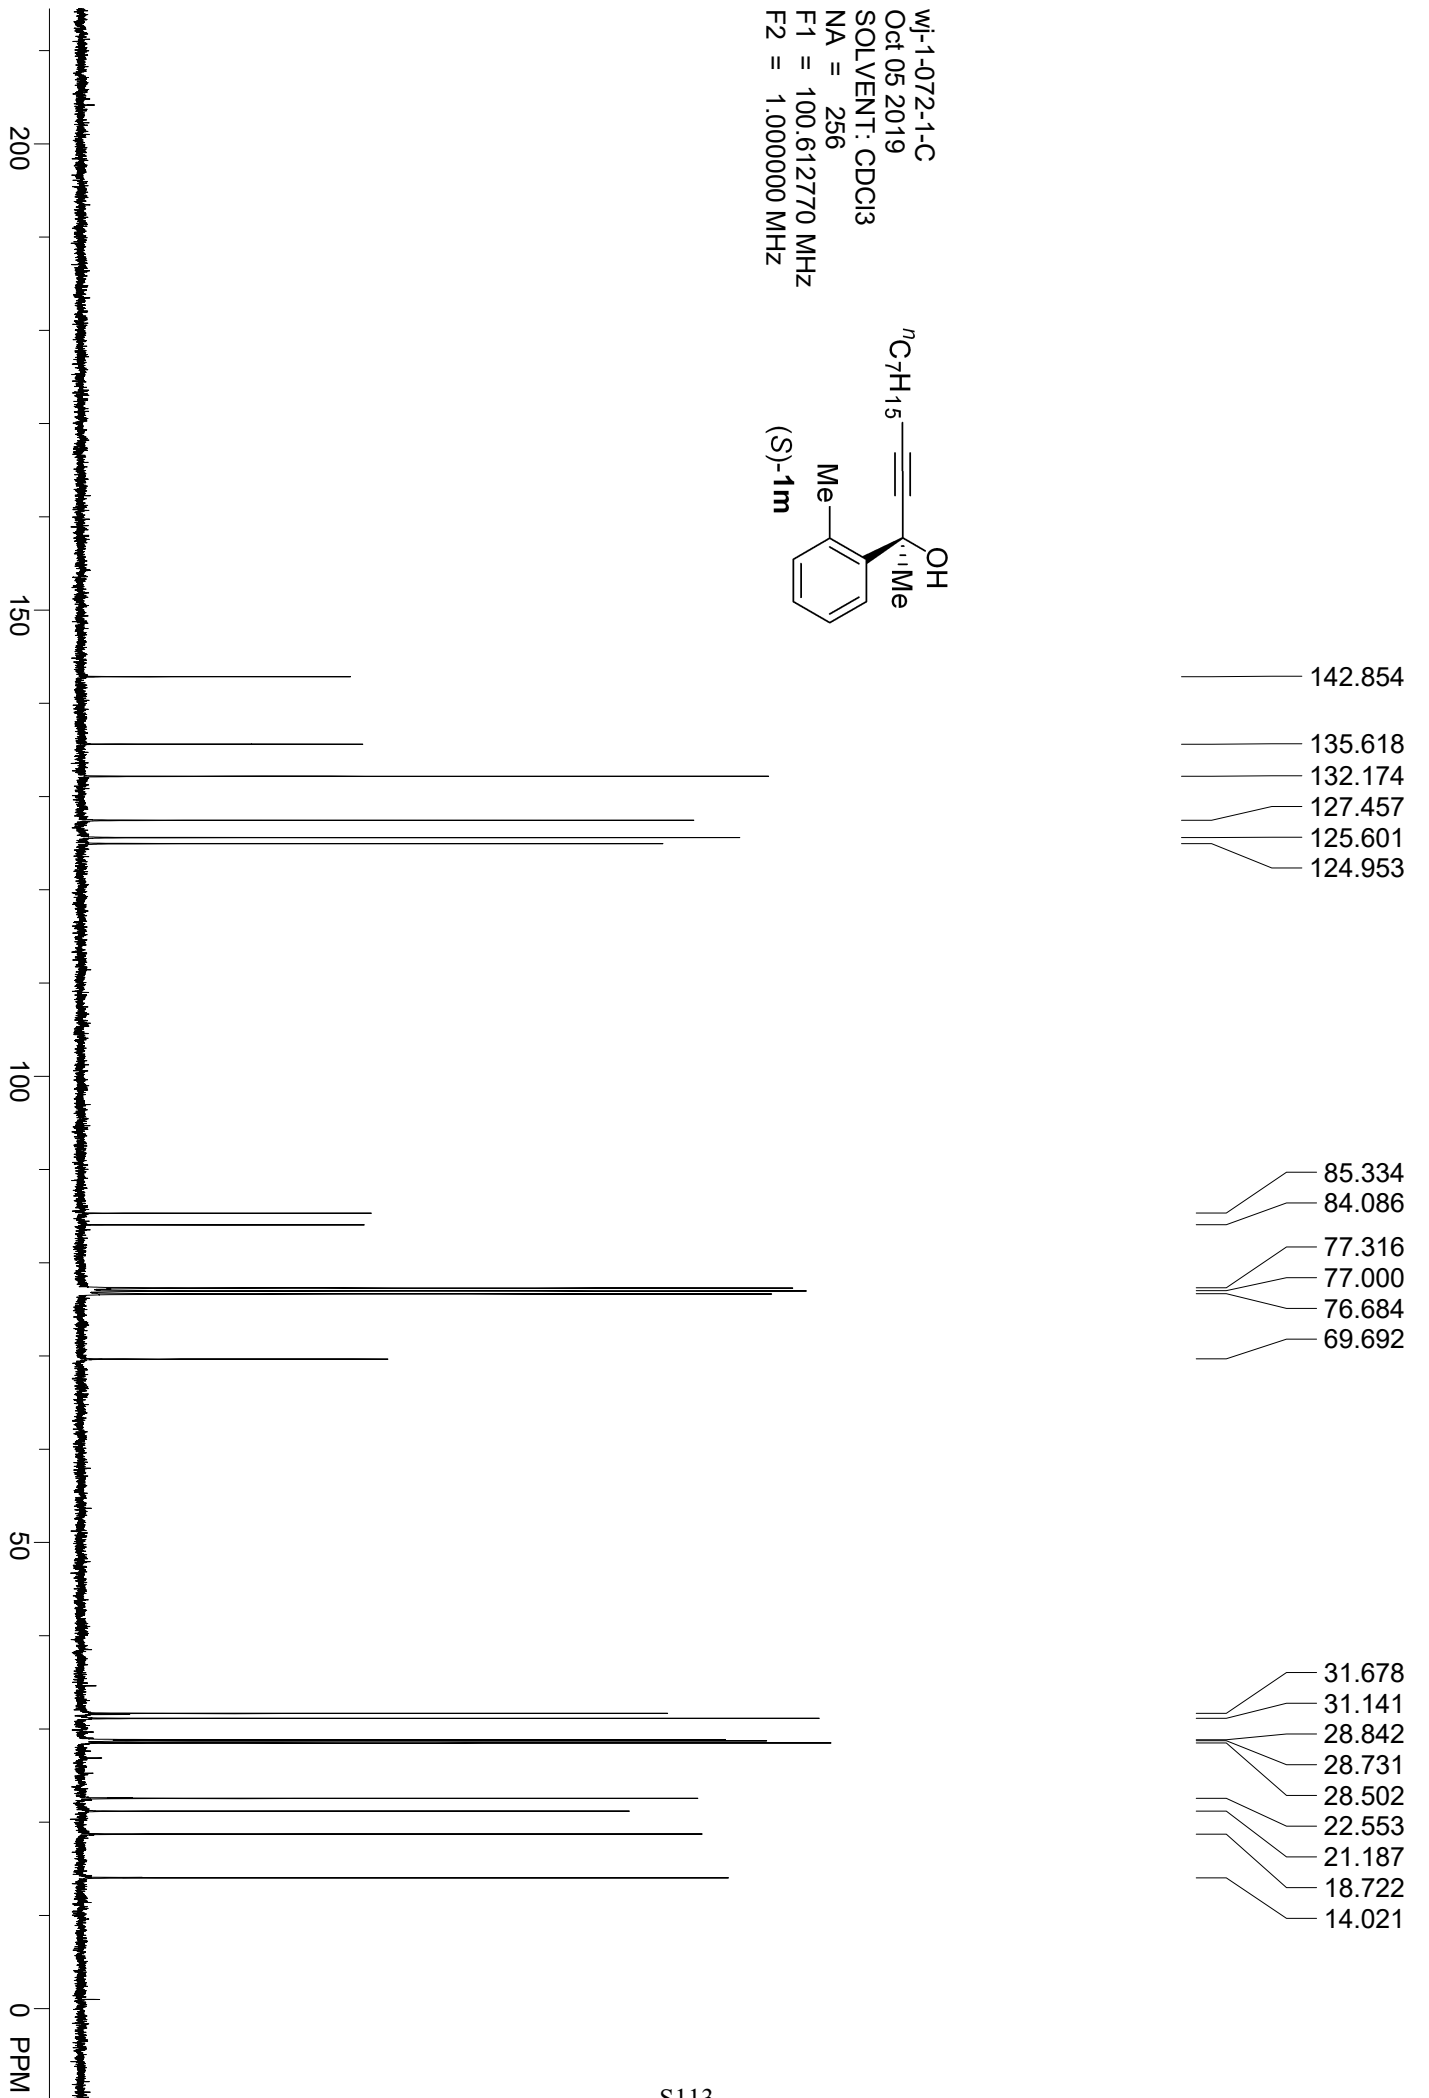 wj-1-072-1-C
Oct 05 2019
SOLVENT: CDCl3
NA = 256
F1 = 100.612770 MHz
F2 = 1.000000 MHz
OH
nC7H15
Me
Me
(S)-1m
142.854
135.618
132.174
127.457
125.601
124.953
85.334
84.086
77.316
77.000
76.684
69.692
31.678
31.141
28.842
28.731
28.502
22.553
21.187
18.722
14.021
200
150
100
50
0 PPM
S113